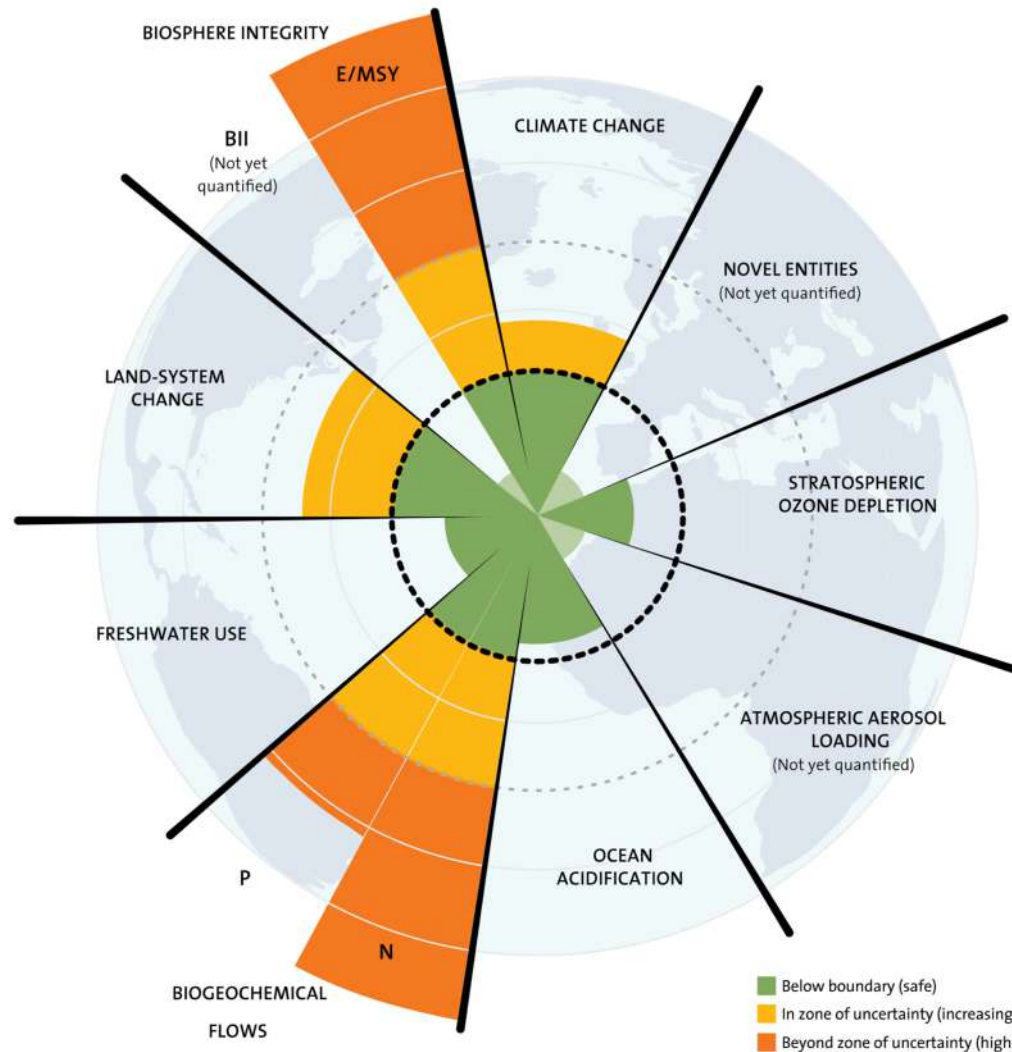 BIOSPHERE INTEGRITY
E/MSY
BII
(Not yet
quantified)
CLIMATE CHANGE
NOVEL ENTITIES
(Not yet quantified)
LAND-SYSTEM
CHANGE
STRATOSPHERIC
OZONE DEPLETION
FRESHWATER USE
ATMOSPHERIC AEROSOL
LOADING
(Not yet quantified)
OCEAN
ACIDIFICATION
P
N
BIOGEOCHEMICAL
FLOWS
Below boundary (safe)
In zone of uncertainty (increasing
Beyond zone of uncertainty (high